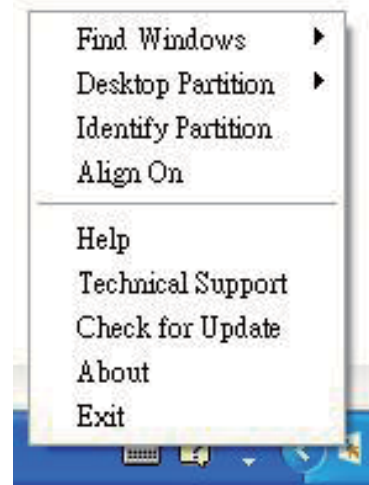 Find Windows
Desktop Partition
Identify Partition
Align On
Help
Technical Support
Check for Update
About
Exit